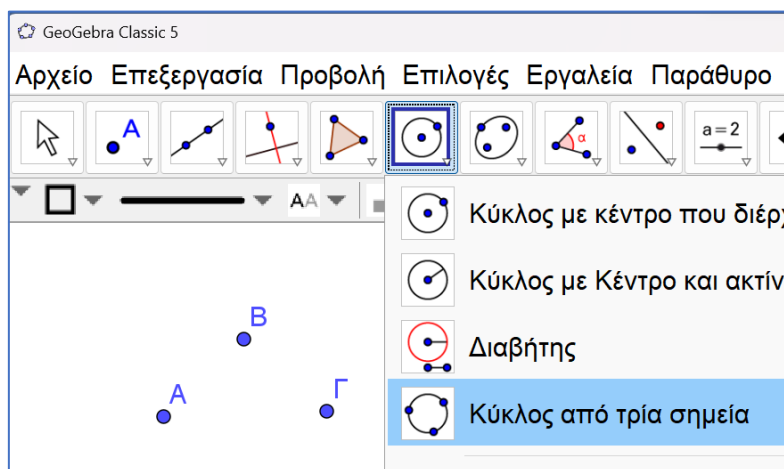 GeoGebra Classic 5
Αρχείο Επεξεργασία Προβολή Επιλογές Εργαλεία Παράθυρο
A α a = 2
AA
Κύκλος με κέντρο που διέρχ
Κύκλος με Κέντρο και ακτίν
Διαβήτης
Κύκλος από τρία σημεία
Β
Α
Γ